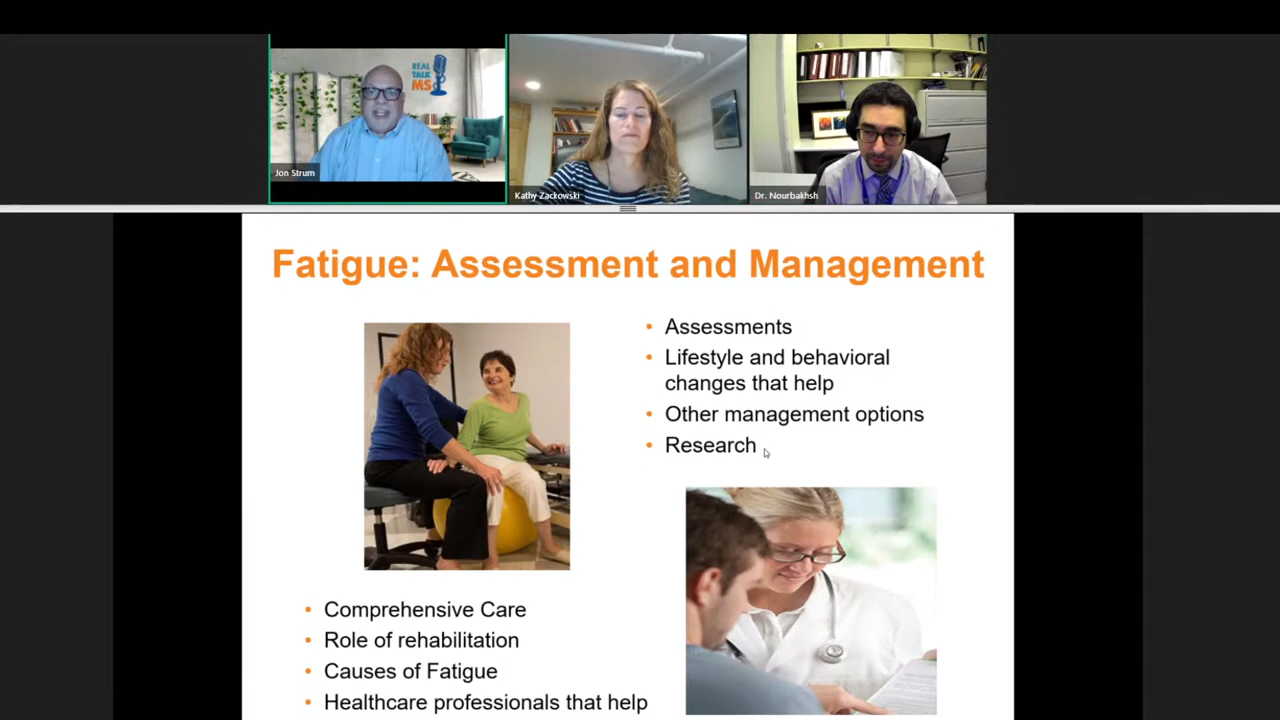 REAL
TALK
MS
Jon Strum
Kathy Zackowski
Dr. Nourbakhsh
Fatigue: Assessment and Management
• Assessments
• Lifestyle and behavioral
changes that help
• Other management options
• Research
• Comprehensive Care
• Role of rehabilitation
• Causes of Fatigue
• Healthcare professionals that help